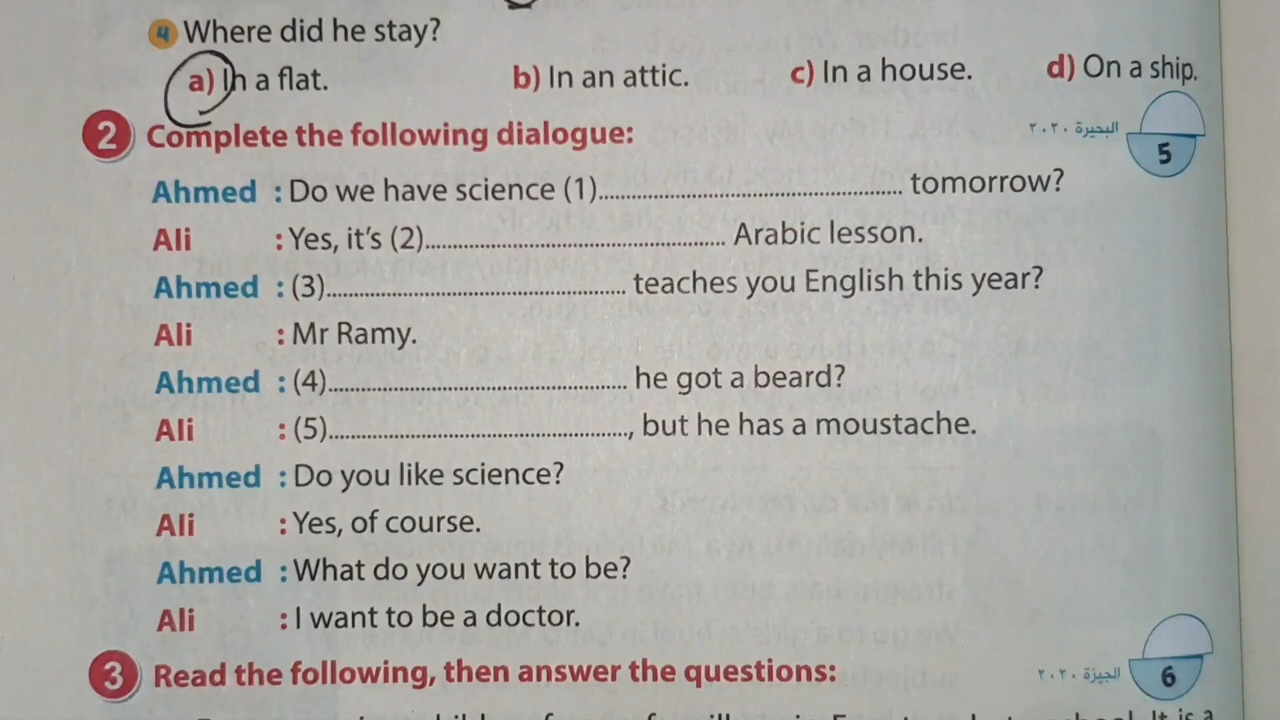 4 Where did he stay?
a) In a flat. b) In an attic. c) In a house. d) On a ship.
2 Complete the following dialogue: البحيرة ٢٠٢٠ 5
Ahmed : Do we have science (1)........................................ tomorrow?
Ali : Yes, it's (2)........................................ Arabic lesson.
Ahmed : (3)........................................ teaches you English this year?
Ali : Mr Ramy.
Ahmed : (4)........................................ he got a beard?
Ali : (5)........................................, but he has a moustache.
Ahmed : Do you like science?
Ali : Yes, of course.
Ahmed : What do you want to be?
Ali : I want to be a doctor.
3 Read the following, then answer the questions: الجيزة ٢٠٢٠ 6